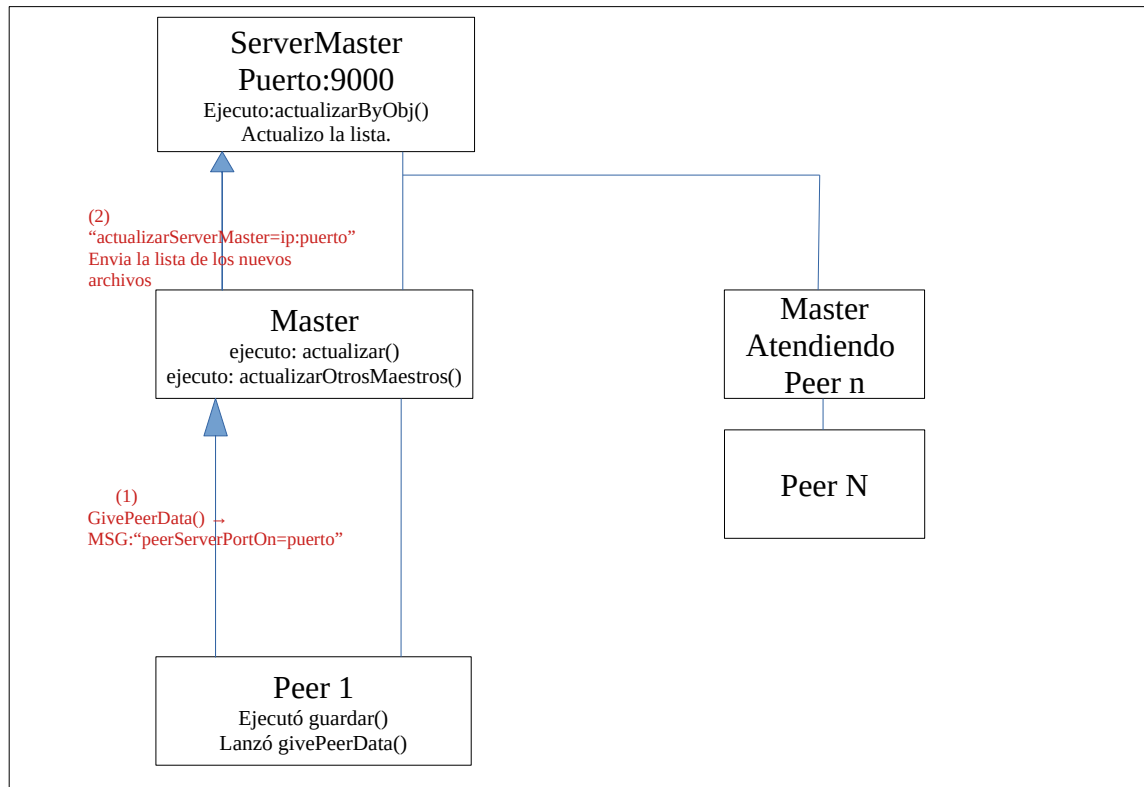 ServerMaster
Puerto:9000
Ejecuto:actualizarByObj()
Actualizo la lista.
(2)
“actualizarServerMaster=ip:puerto”
Envia la lista de los nuevos
archivos
Master
ejecuto: actualizar()
ejecuto: actualizarOtrosMaestros()
Master
Atendiendo
Peer n
Peer N
(1)
GivePeerData() →
MSG:“peerServerPortOn=puerto”
Peer 1
Ejecutó guardar()
Lanzó givePeerData()